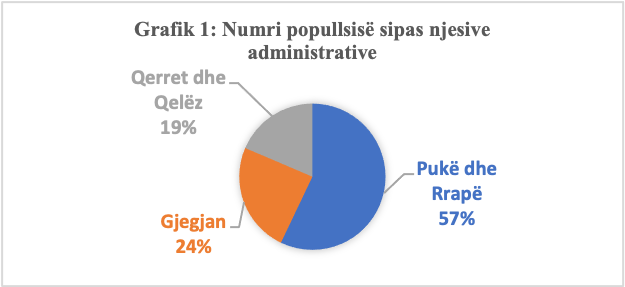 Grafik 1: Numri popullsisë sipas njesive
administrative
Qerret dhe
Qelëz
19%
Pukë dhe
Rrapë
57%
Gjegjan
24%